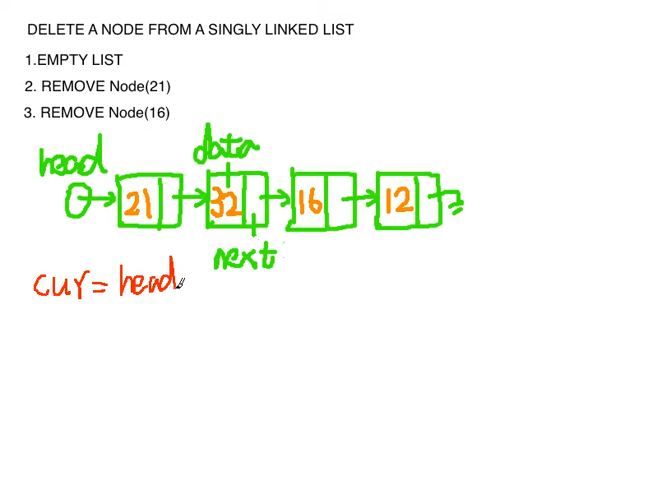 DELETE A NODE FROM A SINGLY LINKED LIST
1.EMPTY LIST
2. REMOVE Node(21)
3. REMOVE Node(16)
head
data
21 32 16 12
next
cur = head